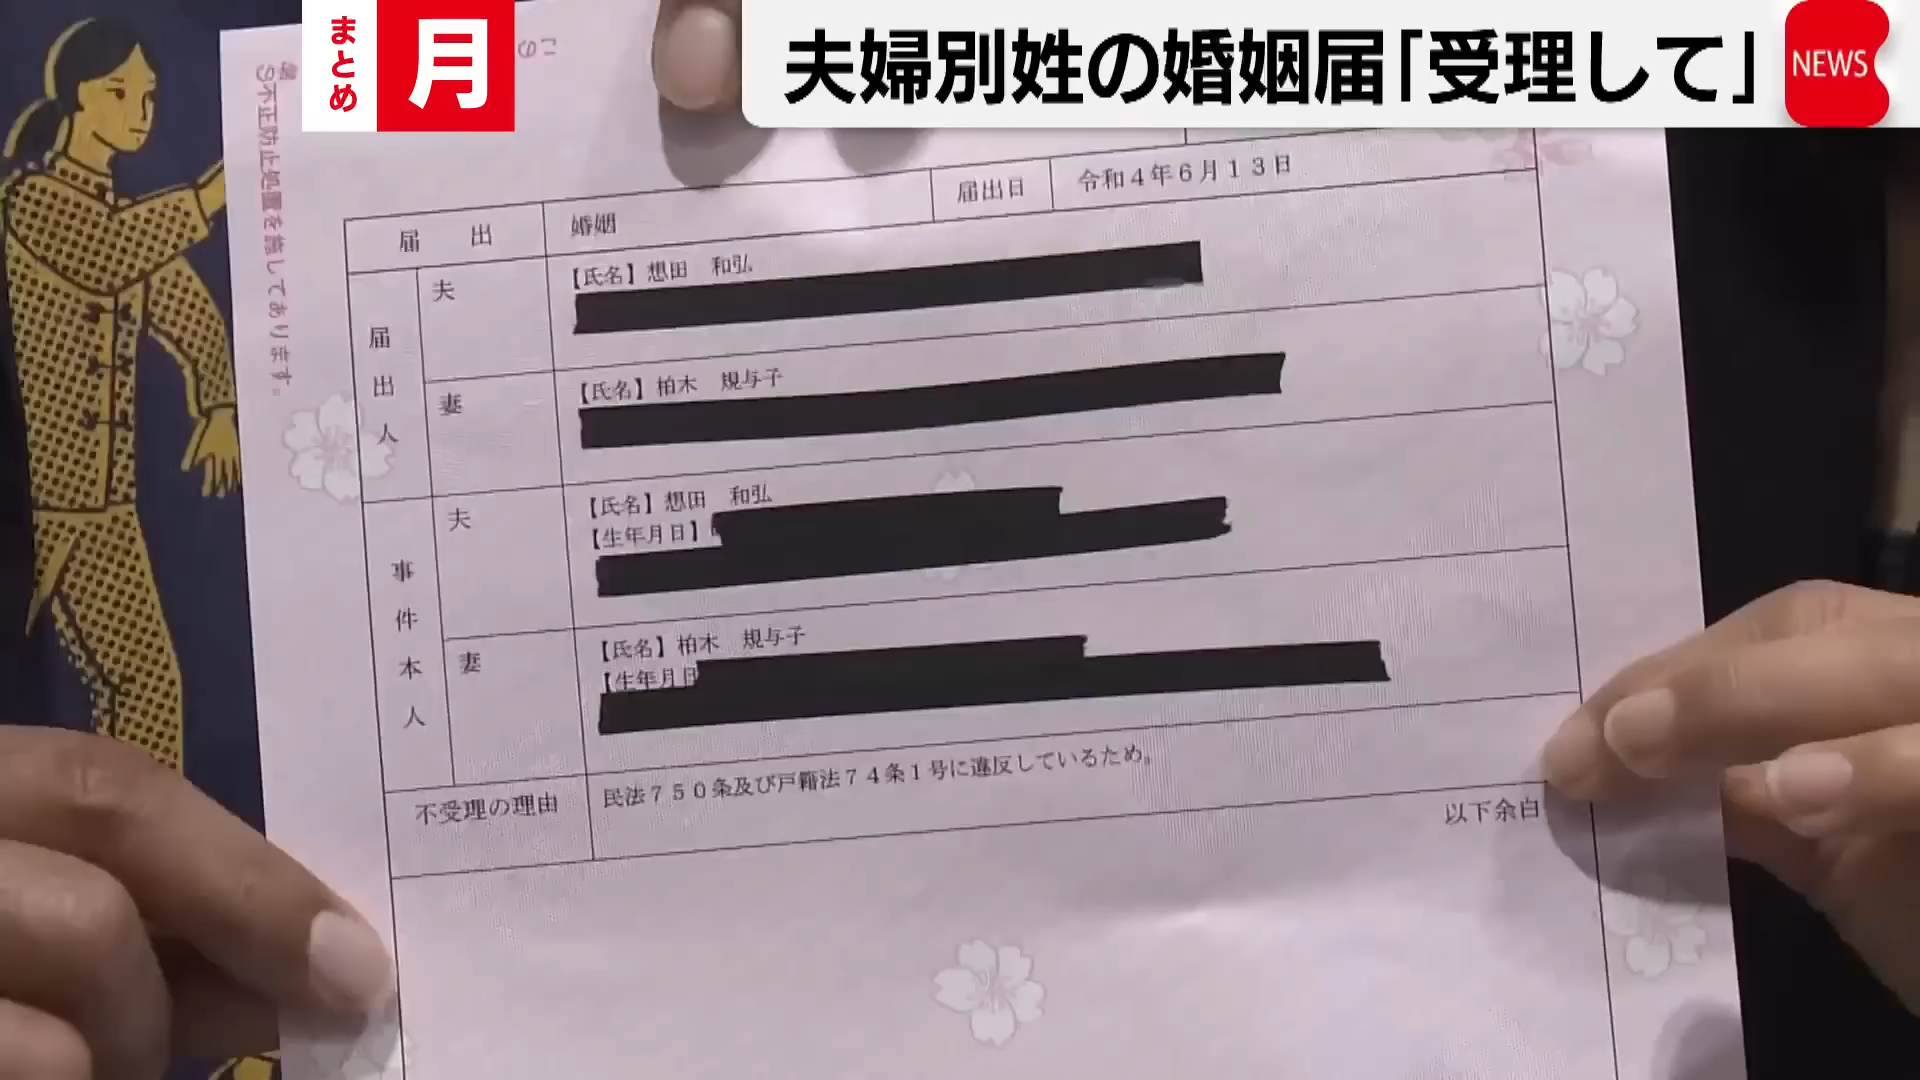 まとめ
月
夫婦別姓の婚姻届「受理して」
NEWS
不正防止処置を施してあります。
届出 婚姻 届出日 令和4年6月13日
届出人
夫 【氏名】想田 和弘
妻 【氏名】柏木 規与子
事件本人
夫 【氏名】想田 和弘
【生年月日】
妻 【氏名】柏木 規与子
【生年月日
不受理の理由 民法750条及び戸籍法74条1号に違反しているため。
以下余白